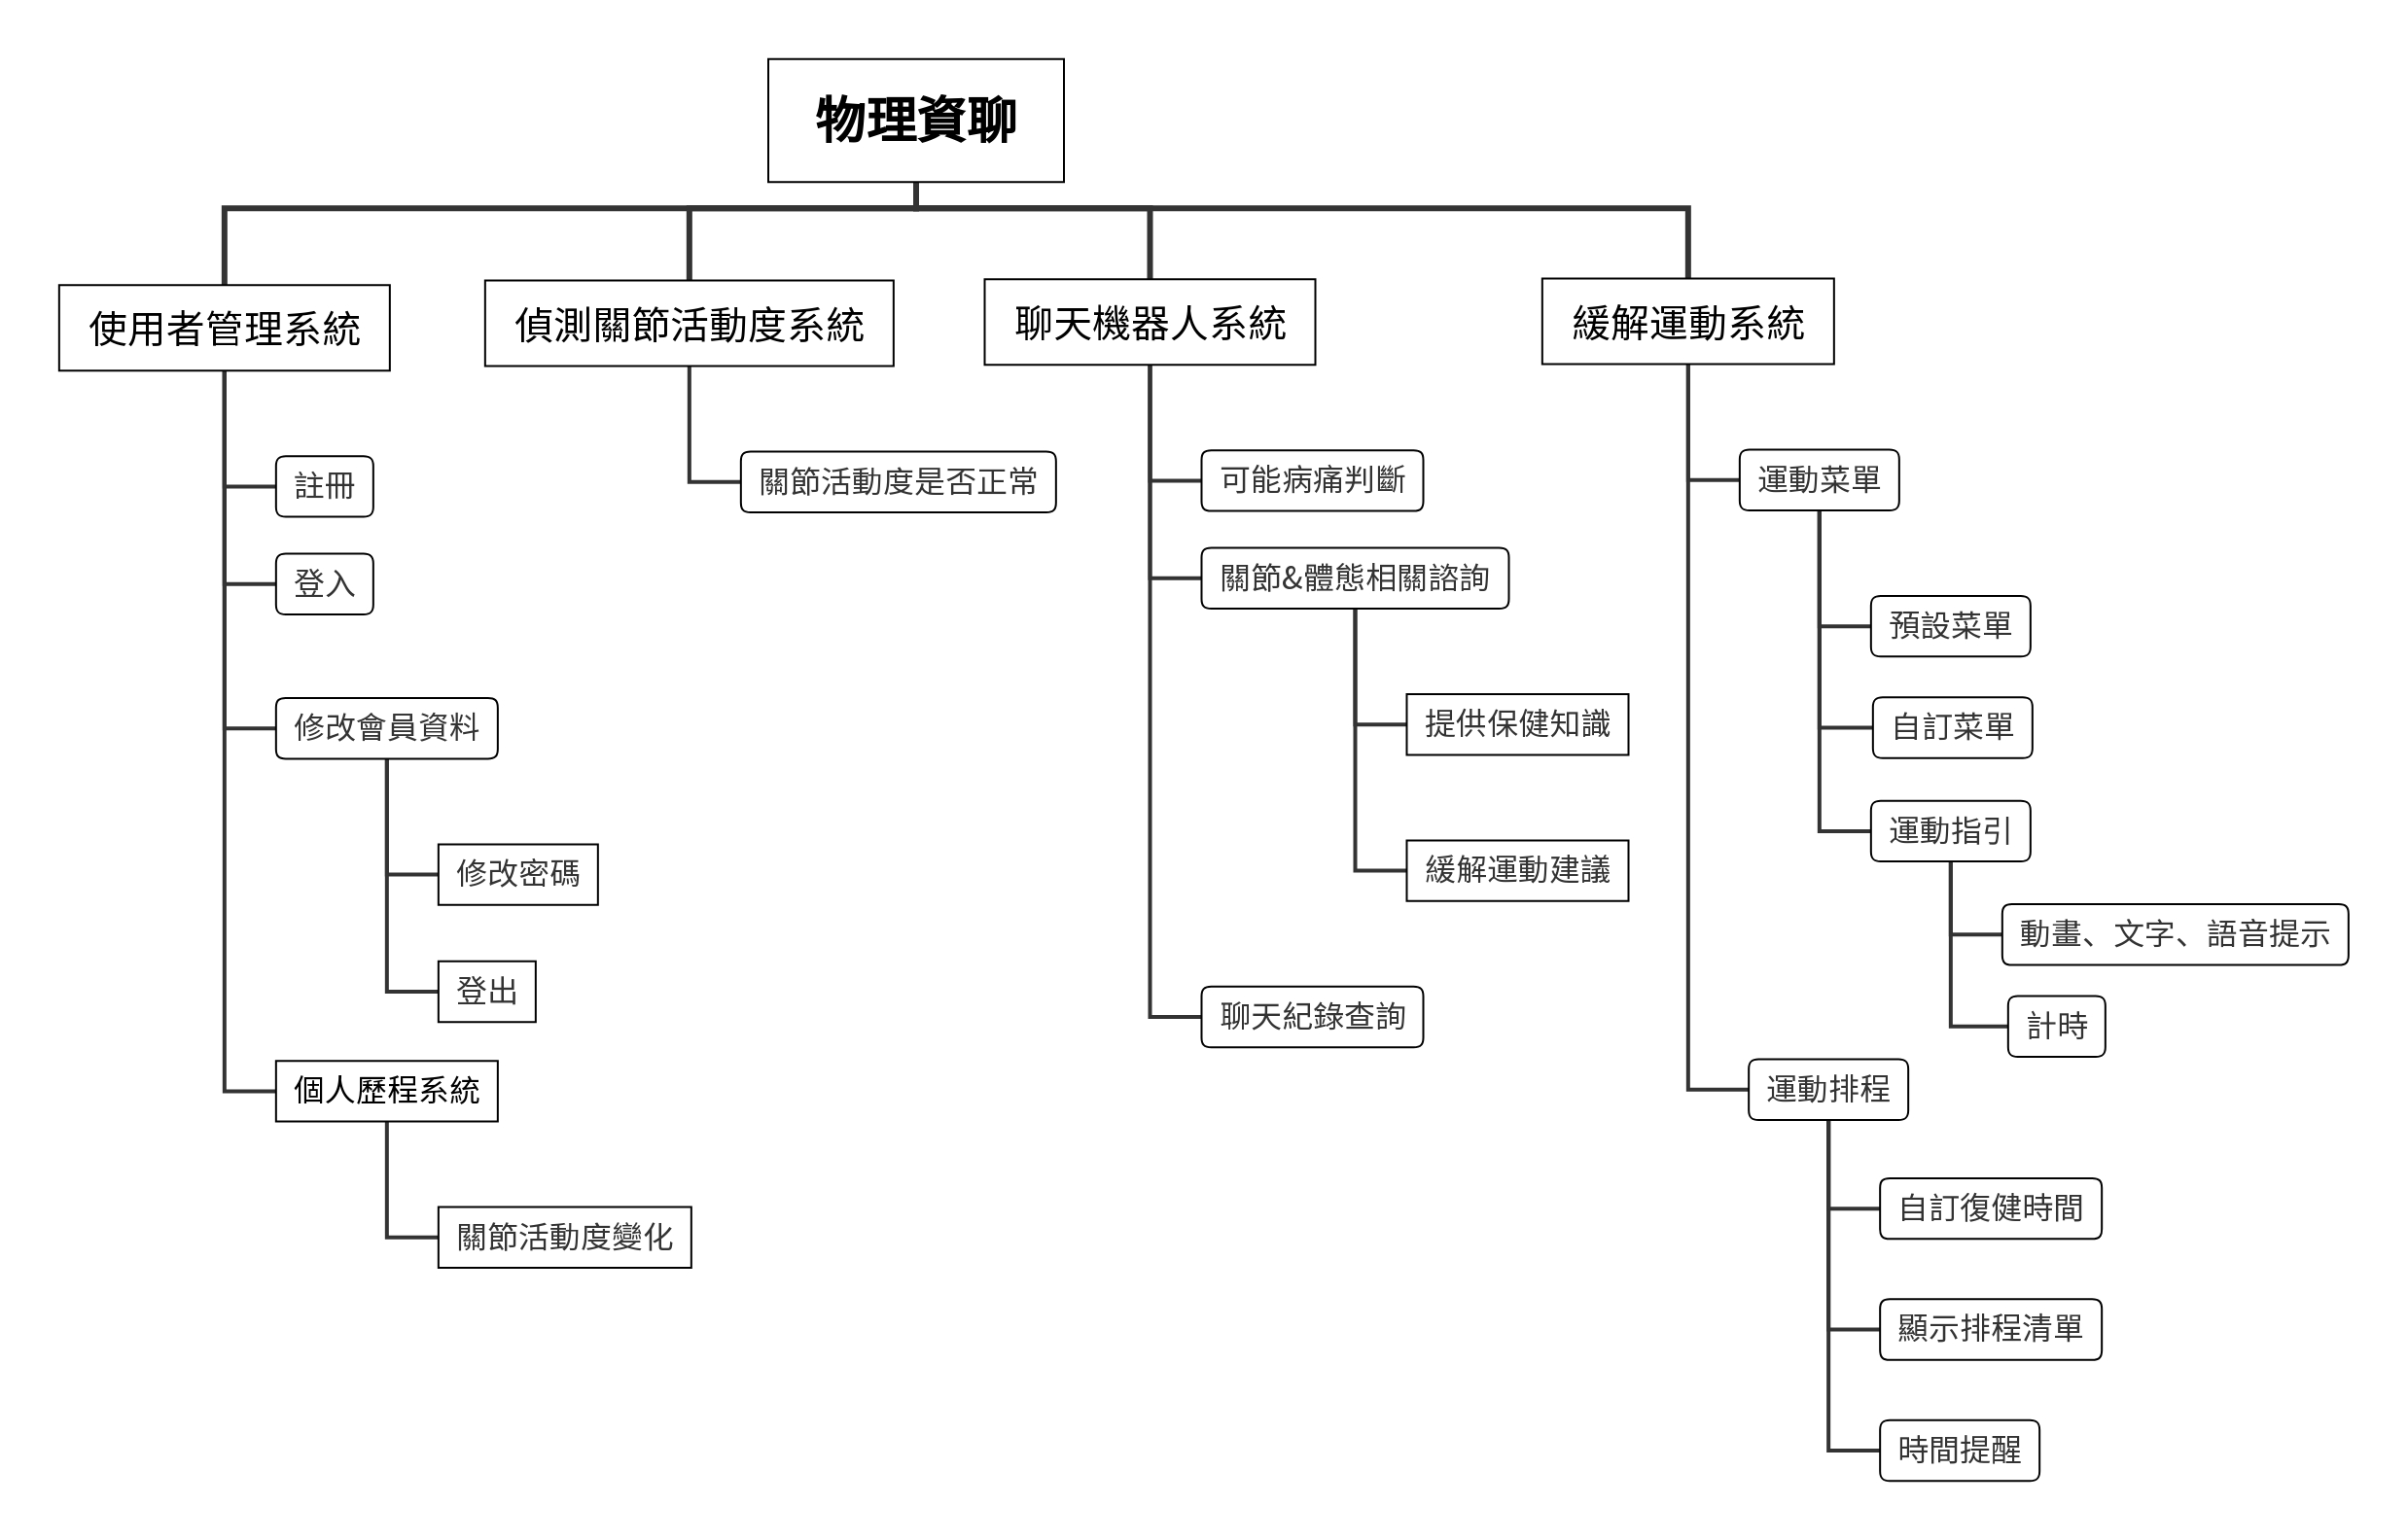 物理資聊
使用者管理系統
偵測關節活動度系統
聊天機器人系統
緩解運動系統
註冊
登入
修改會員資料
修改密碼
登出
個人歷程系統
關節活動度變化
關節活動度是否正常
可能病痛判斷
關節&體態相關諮詢
提供保健知識
緩解運動建議
聊天紀錄查詢
運動菜單
預設菜單
自訂菜單
運動指引
動畫、文字、語音提示
計時
運動排程
自訂復健時間
顯示排程清單
時間提醒